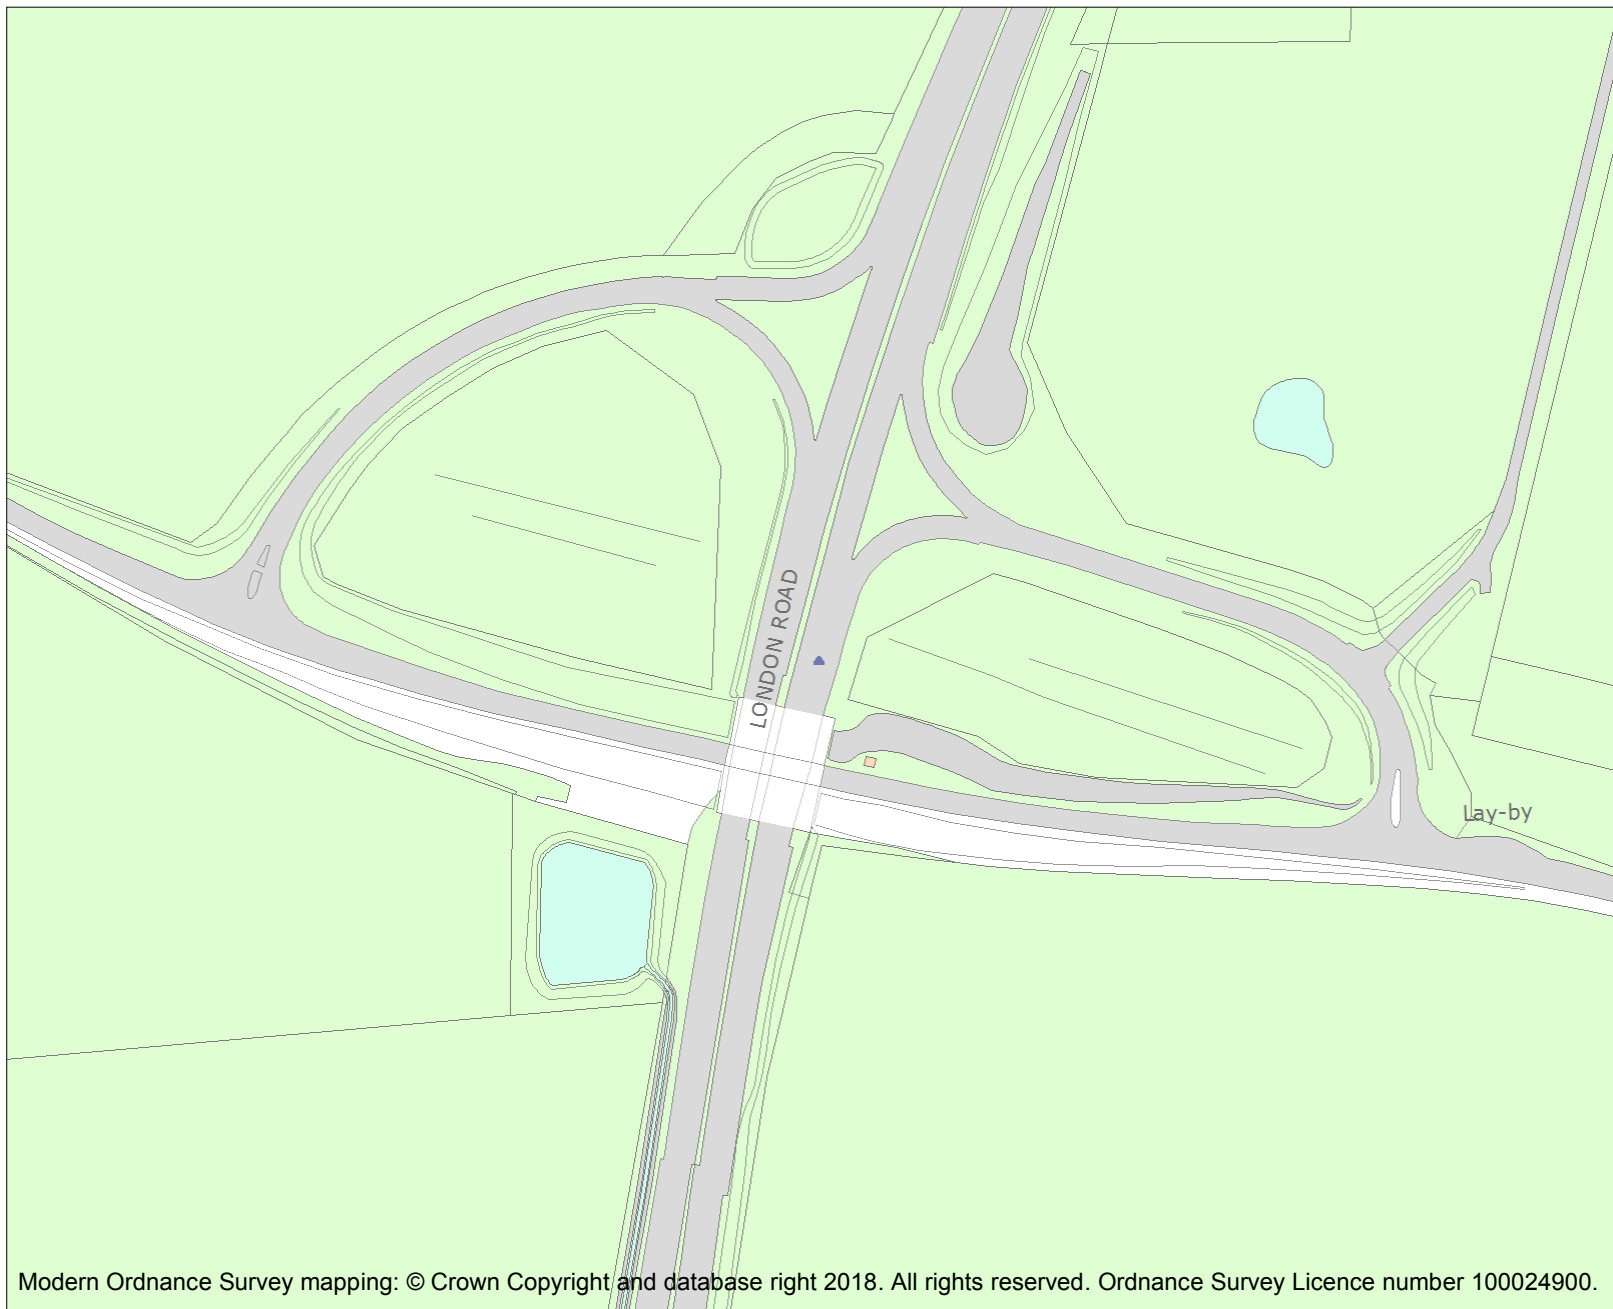 LONDON ROAD
Lay-by
Modern Ordnance Survey mapping: © Crown Copyright and database right 2018. All rights reserved. Ordnance Survey Licence number 100024900.